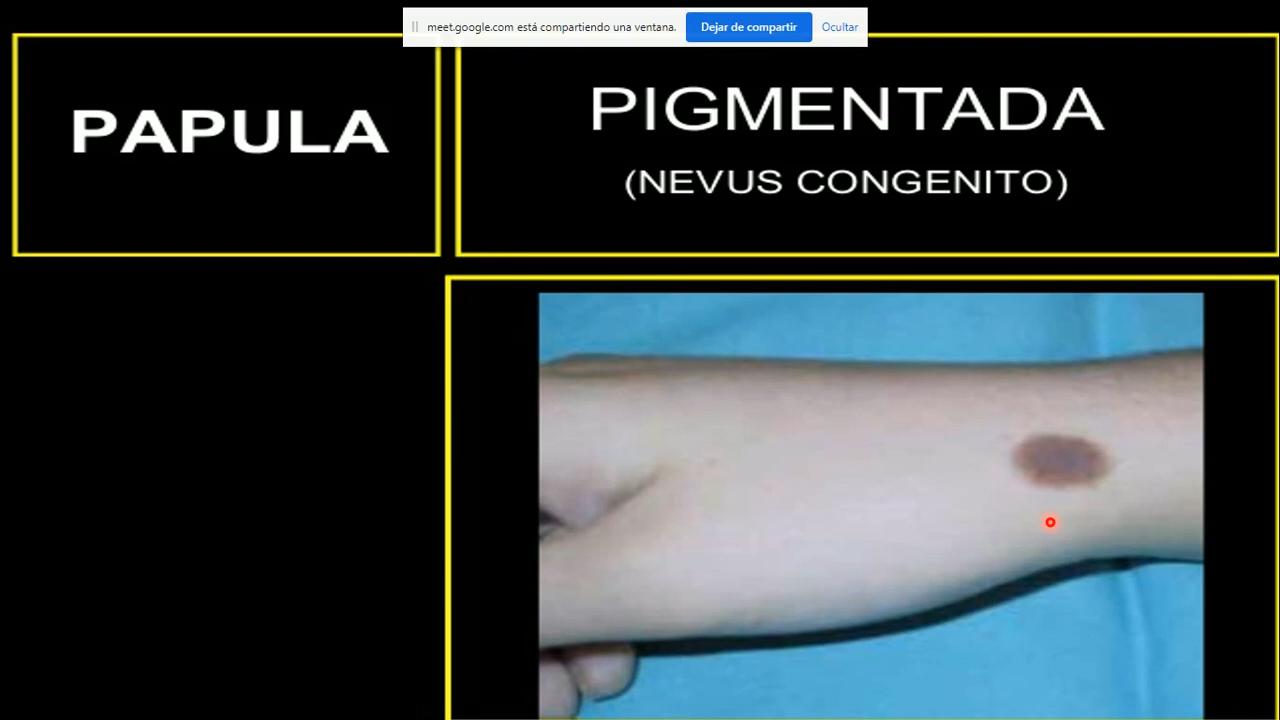 meet.google.com está compartiendo una ventana. Dejar de compartir Ocultar
PAPULA
PIGMENTADA
(NEVUS CONGENITO)